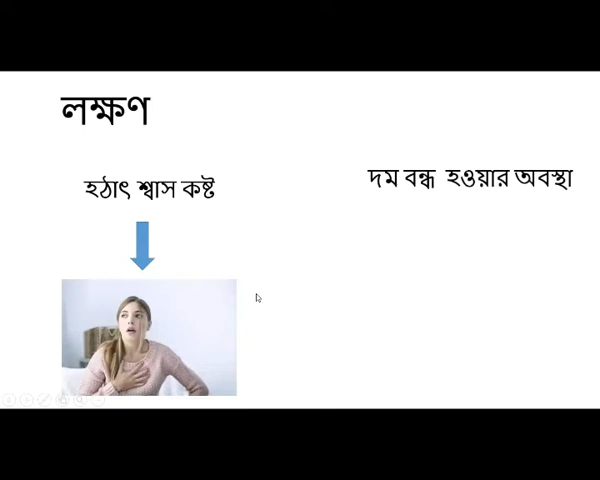 লক্ষণ
হঠাৎ শ্বাস কষ্ট
দম বন্ধ হওয়ার অবস্থা